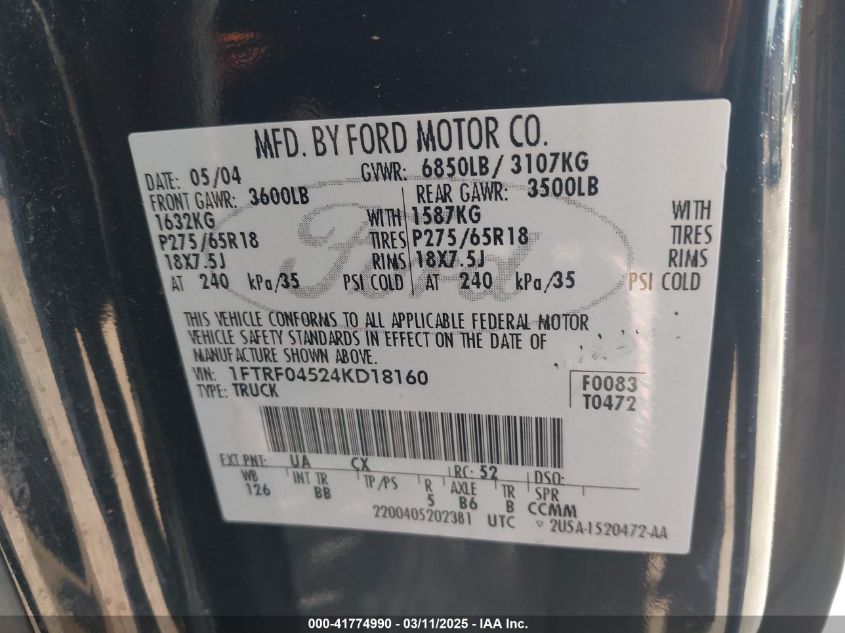 MFD. BY FORD MOTOR CO.
DATE: 05/04 GVWR: 6850LB/ 3107KG
FRONT GAWR: 3600LB REAR GAWR: 3500LB
1632KG WITH 1587KG WITH
P275/65R18 TIRES P275/65R18 TIRES
18X7.5J RIMS 18X7.5J RIMS
AT 240 kPa/35 PSI COLD AT 240 kPa/35 PSI COLD
Ford
THIS VEHICLE CONFORMS TO ALL APPLICABLE FEDERAL MOTOR
VEHICLE SAFETY STANDARDS IN EFFECT ON THE DATE OF
MANUFACTURE SHOWN ABOVE.
VIN: 1FTRF04524KD18160 F0083
TYPE: TRUCK T0472
EXT PNT: UA CX RC: 52 DSO:
WB INT TR TP/PS R AXLE TR SPR
126 BB 5 B6 B CCMM
2200405202381 UTC ▽ 2U5A-1520472-AA
000-41774990 - 03/11/2025 - IAA Inc.